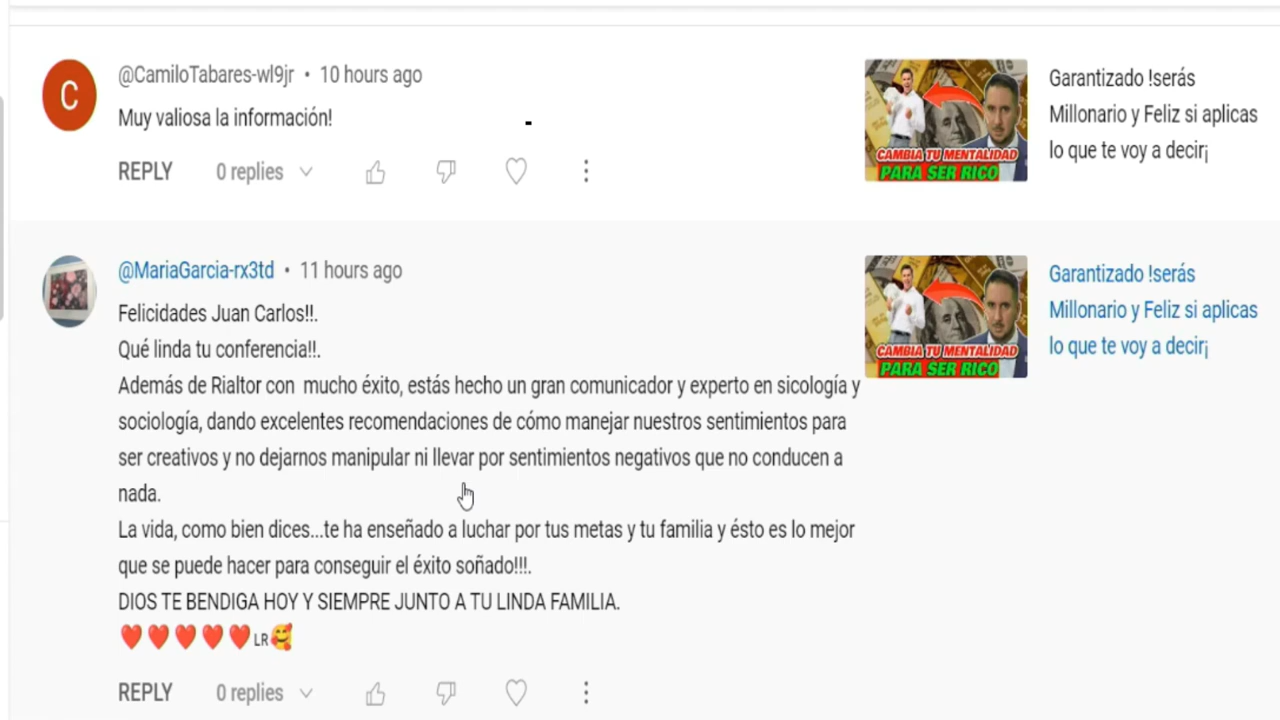 @CamiloTabares-wl9jr • 10 hours ago
Muy valiosa la información!
REPLY 0 replies
C
CAMBIA TU MENTALIDAD
PARA SER RICO
Garantizado !serás
Millonario y Feliz si aplicas
lo que te voy a decir¡
@MariaGarcia-rx3td • 11 hours ago
Felicidades Juan Carlos!!.
Qué linda tu conferencia!!.
Además de Rialtor con mucho éxito, estás hecho un gran comunicador y experto en sicología y
sociología, dando excelentes recomendaciones de cómo manejar nuestros sentimientos para
ser creativos y no dejarnos manipular ni llevar por sentimientos negativos que no conducen a
nada.
La vida, como bien dices...te ha enseñado a luchar por tus metas y tu familia y ésto es lo mejor
que se puede hacer para conseguir el éxito soñado!!!.
DIOS TE BENDIGA HOY Y SIEMPRE JUNTO A TU LINDA FAMILIA.
❤️❤️❤️❤️❤️LR🥰
REPLY 0 replies
CAMBIA TU MENTALIDAD
PARA SER RICO
Garantizado !serás
Millonario y Feliz si aplicas
lo que te voy a decir¡